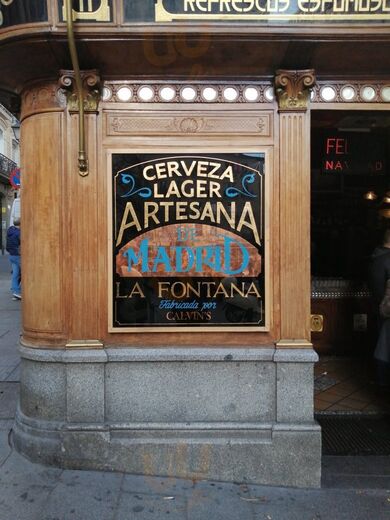 REFRESCOS ESPUMOSOS
CERVEZA
LAGER
ARTESANA
DE
MADRID
LA FONTANA
Fabricada por
CALVIN'S